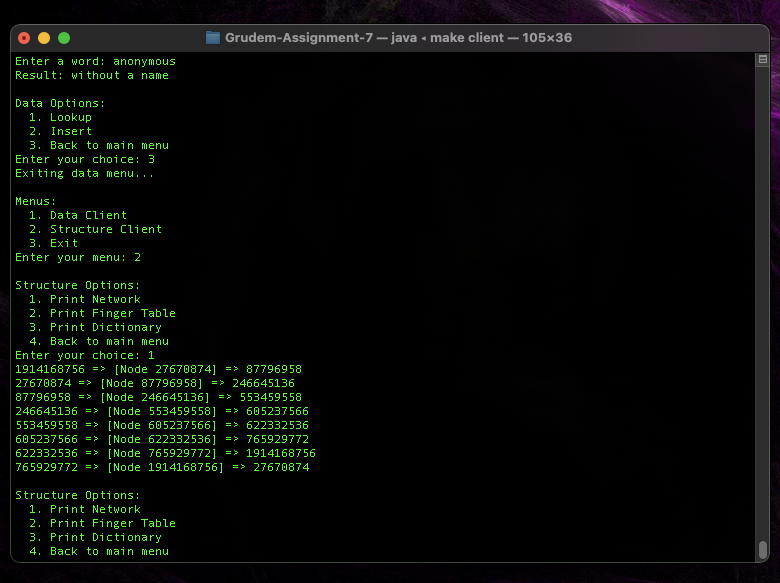 Grudem-Assignment-7 — java ◂ make client — 105×36
Enter a word: anonymous
Result: without a name
Data Options:
1. Lookup
2. Insert
3. Back to main menu
Enter your choice: 3
Exiting data menu...
Menus:
1. Data Client
2. Structure Client
3. Exit
Enter your menu: 2
Structure Options:
1. Print Network
2. Print Finger Table
3. Print Dictionary
4. Back to main menu
Enter your choice: 1
1914168756 => [Node 27670874] => 87796958
27670874 => [Node 87796958] => 246645136
87796958 => [Node 246645136] => 553459558
246645136 => [Node 553459558] => 605237566
553459558 => [Node 605237566] => 622332536
605237566 => [Node 622332536] => 765929772
622332536 => [Node 765929772] => 1914168756
765929772 => [Node 1914168756] => 27670874
Structure Options:
1. Print Network
2. Print Finger Table
3. Print Dictionary
4. Back to main menu